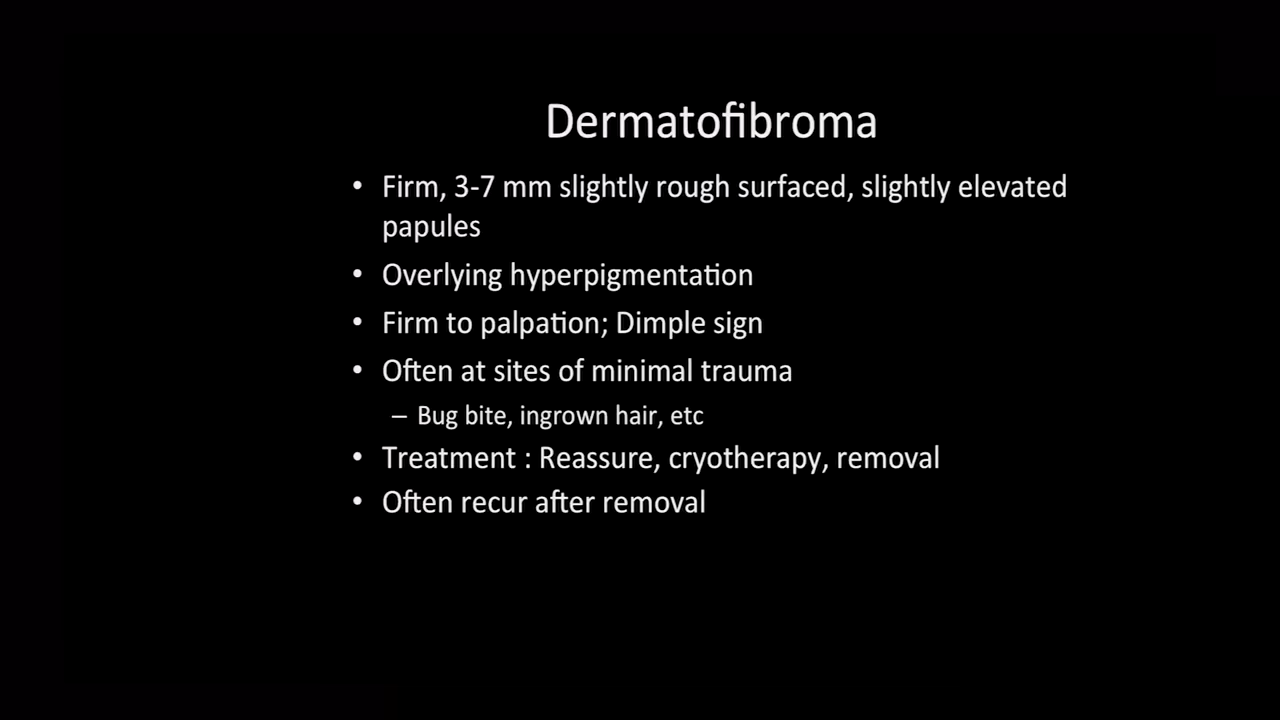 Dermatofibroma
• Firm, 3-7 mm slightly rough surfaced, slightly elevated
papules
• Overlying hyperpigmentation
• Firm to palpation; Dimple sign
• Often at sites of minimal trauma
– Bug bite, ingrown hair, etc
• Treatment : Reassure, cryotherapy, removal
• Often recur after removal